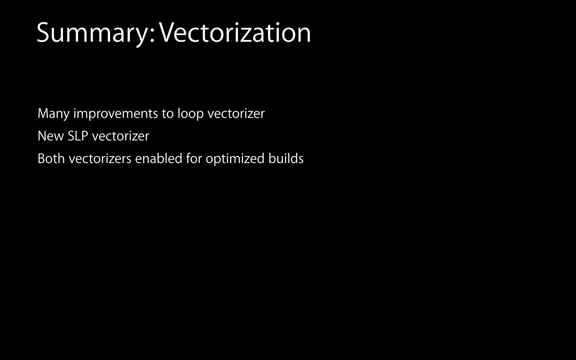 Summary: Vectorization
Many improvements to loop vectorizer
New SLP vectorizer
Both vectorizers enabled for optimized builds